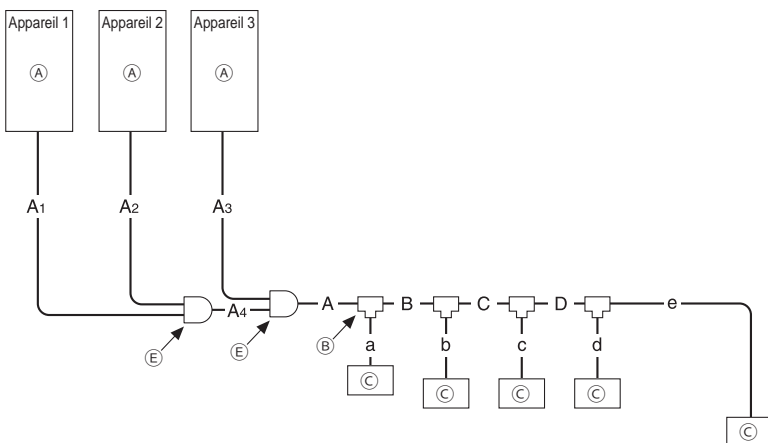 Appareil 1 Appareil 2 Appareil 3
Ⓐ Ⓐ Ⓐ
A1 A2 A3
A4 A B C D e
Ⓔ Ⓔ Ⓑ a b c d
Ⓒ Ⓒ Ⓒ Ⓒ
Ⓒ